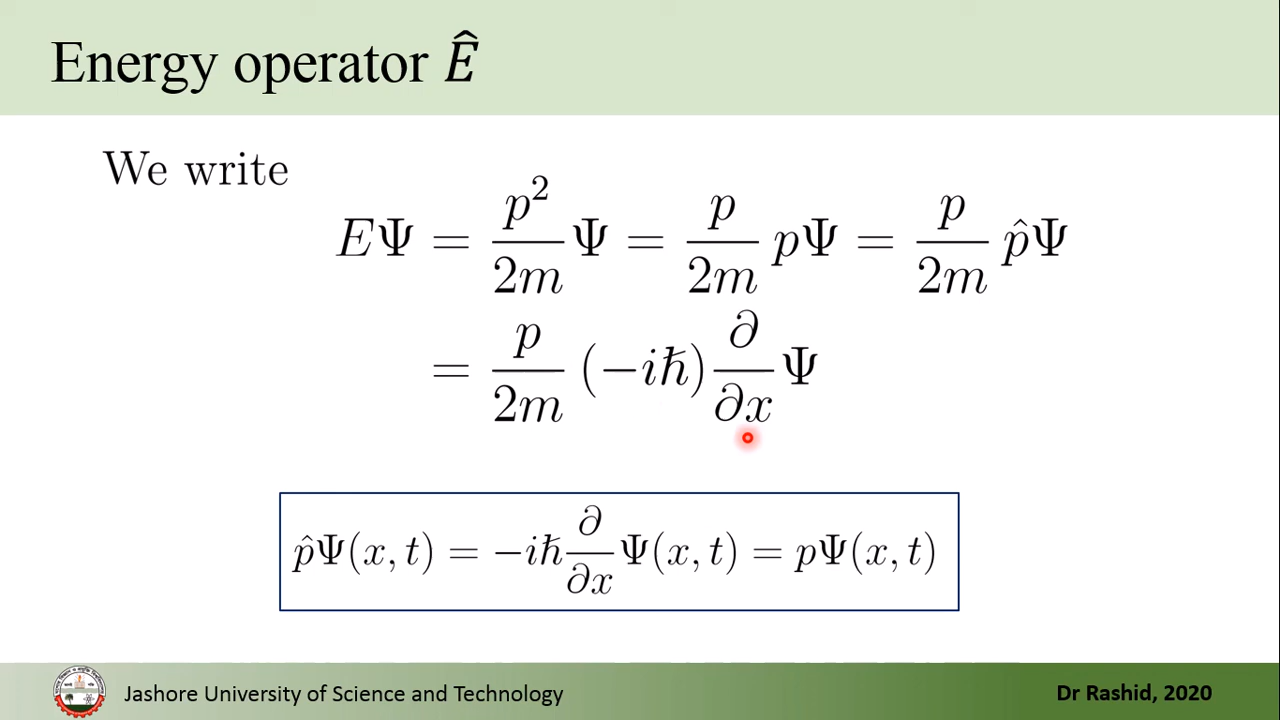 Energy operator Ê
We write
EΨ = p²/2m Ψ = p/2m pΨ = p/2m p̂Ψ
= p/2m (−iℏ) ∂/∂x Ψ
p̂Ψ(x, t) = −iℏ ∂/∂x Ψ(x, t) = pΨ(x, t)
Jashore University of Science and Technology
Dr Rashid, 2020